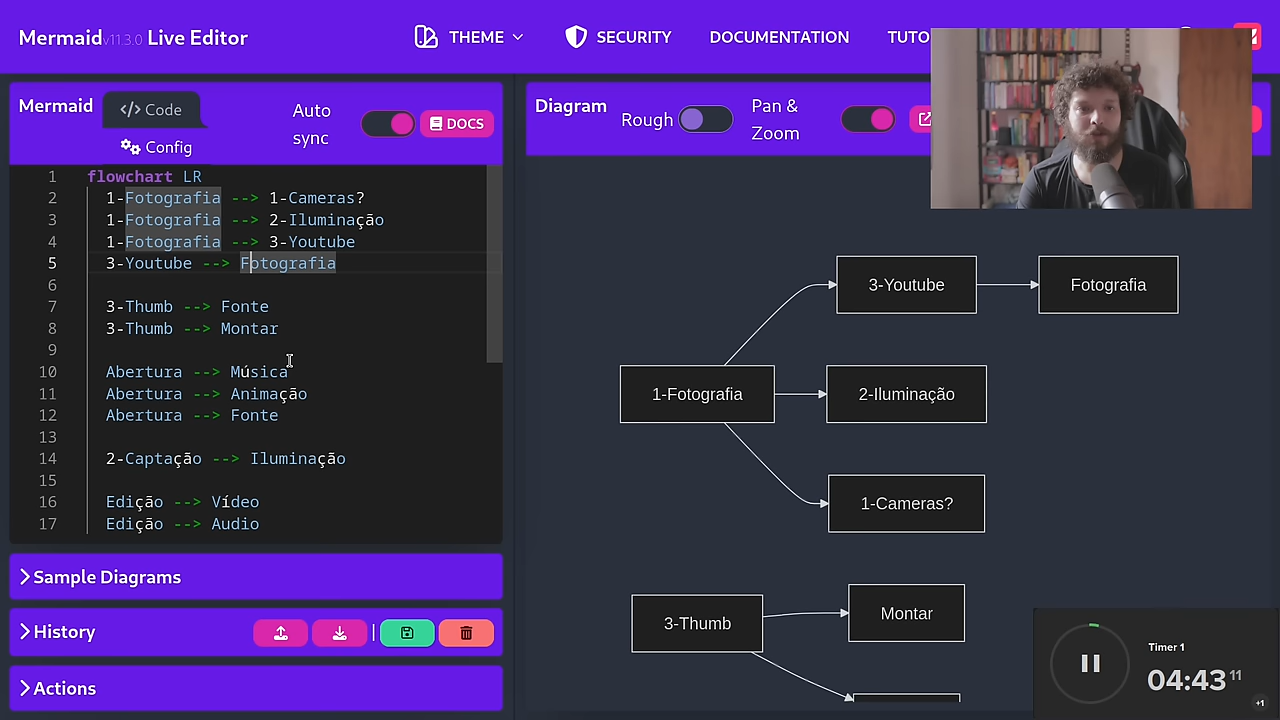 Mermaid v11.3.0 Live Editor
THEME
SECURITY
DOCUMENTATION
Mermaid
Code
Config
Auto
sync
DOCS
1 flowchart LR
2 1-Fotografia --> 1-Cameras?
3 1-Fotografia --> 2-Iluminação
4 1-Fotografia --> 3-Youtube
5 3-Youtube --> Fotografia
6
7 3-Thumb --> Fonte
8 3-Thumb --> Montar
9
10 Abertura --> Música
11 Abertura --> Animação
12 Abertura --> Fonte
13
14 2-Captação --> Iluminação
15
16 Edição --> Vídeo
17 Edição --> Audio
Sample Diagrams
History
Actions
Diagram
Rough
Pan &
Zoom
3-Youtube
Fotografia
1-Fotografia
2-Iluminação
1-Cameras?
3-Thumb
Montar
Timer 1
04:43 11
+1